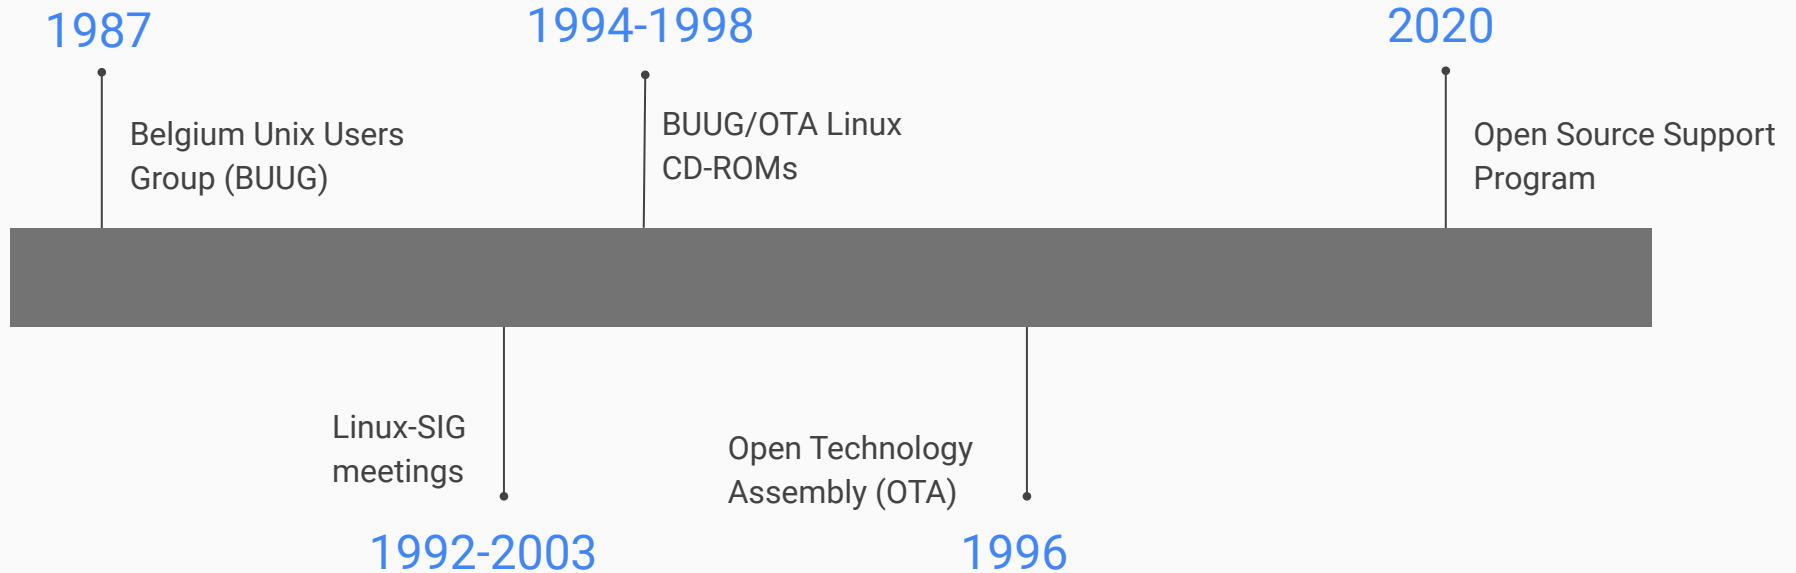 1987
Belgium Unix Users
Group (BUUG)
1994-1998
BUUG/OTA Linux
CD-ROMs
2020
Open Source Support
Program
Linux-SIG
meetings
1992-2003
Open Technology
Assembly (OTA)
1996